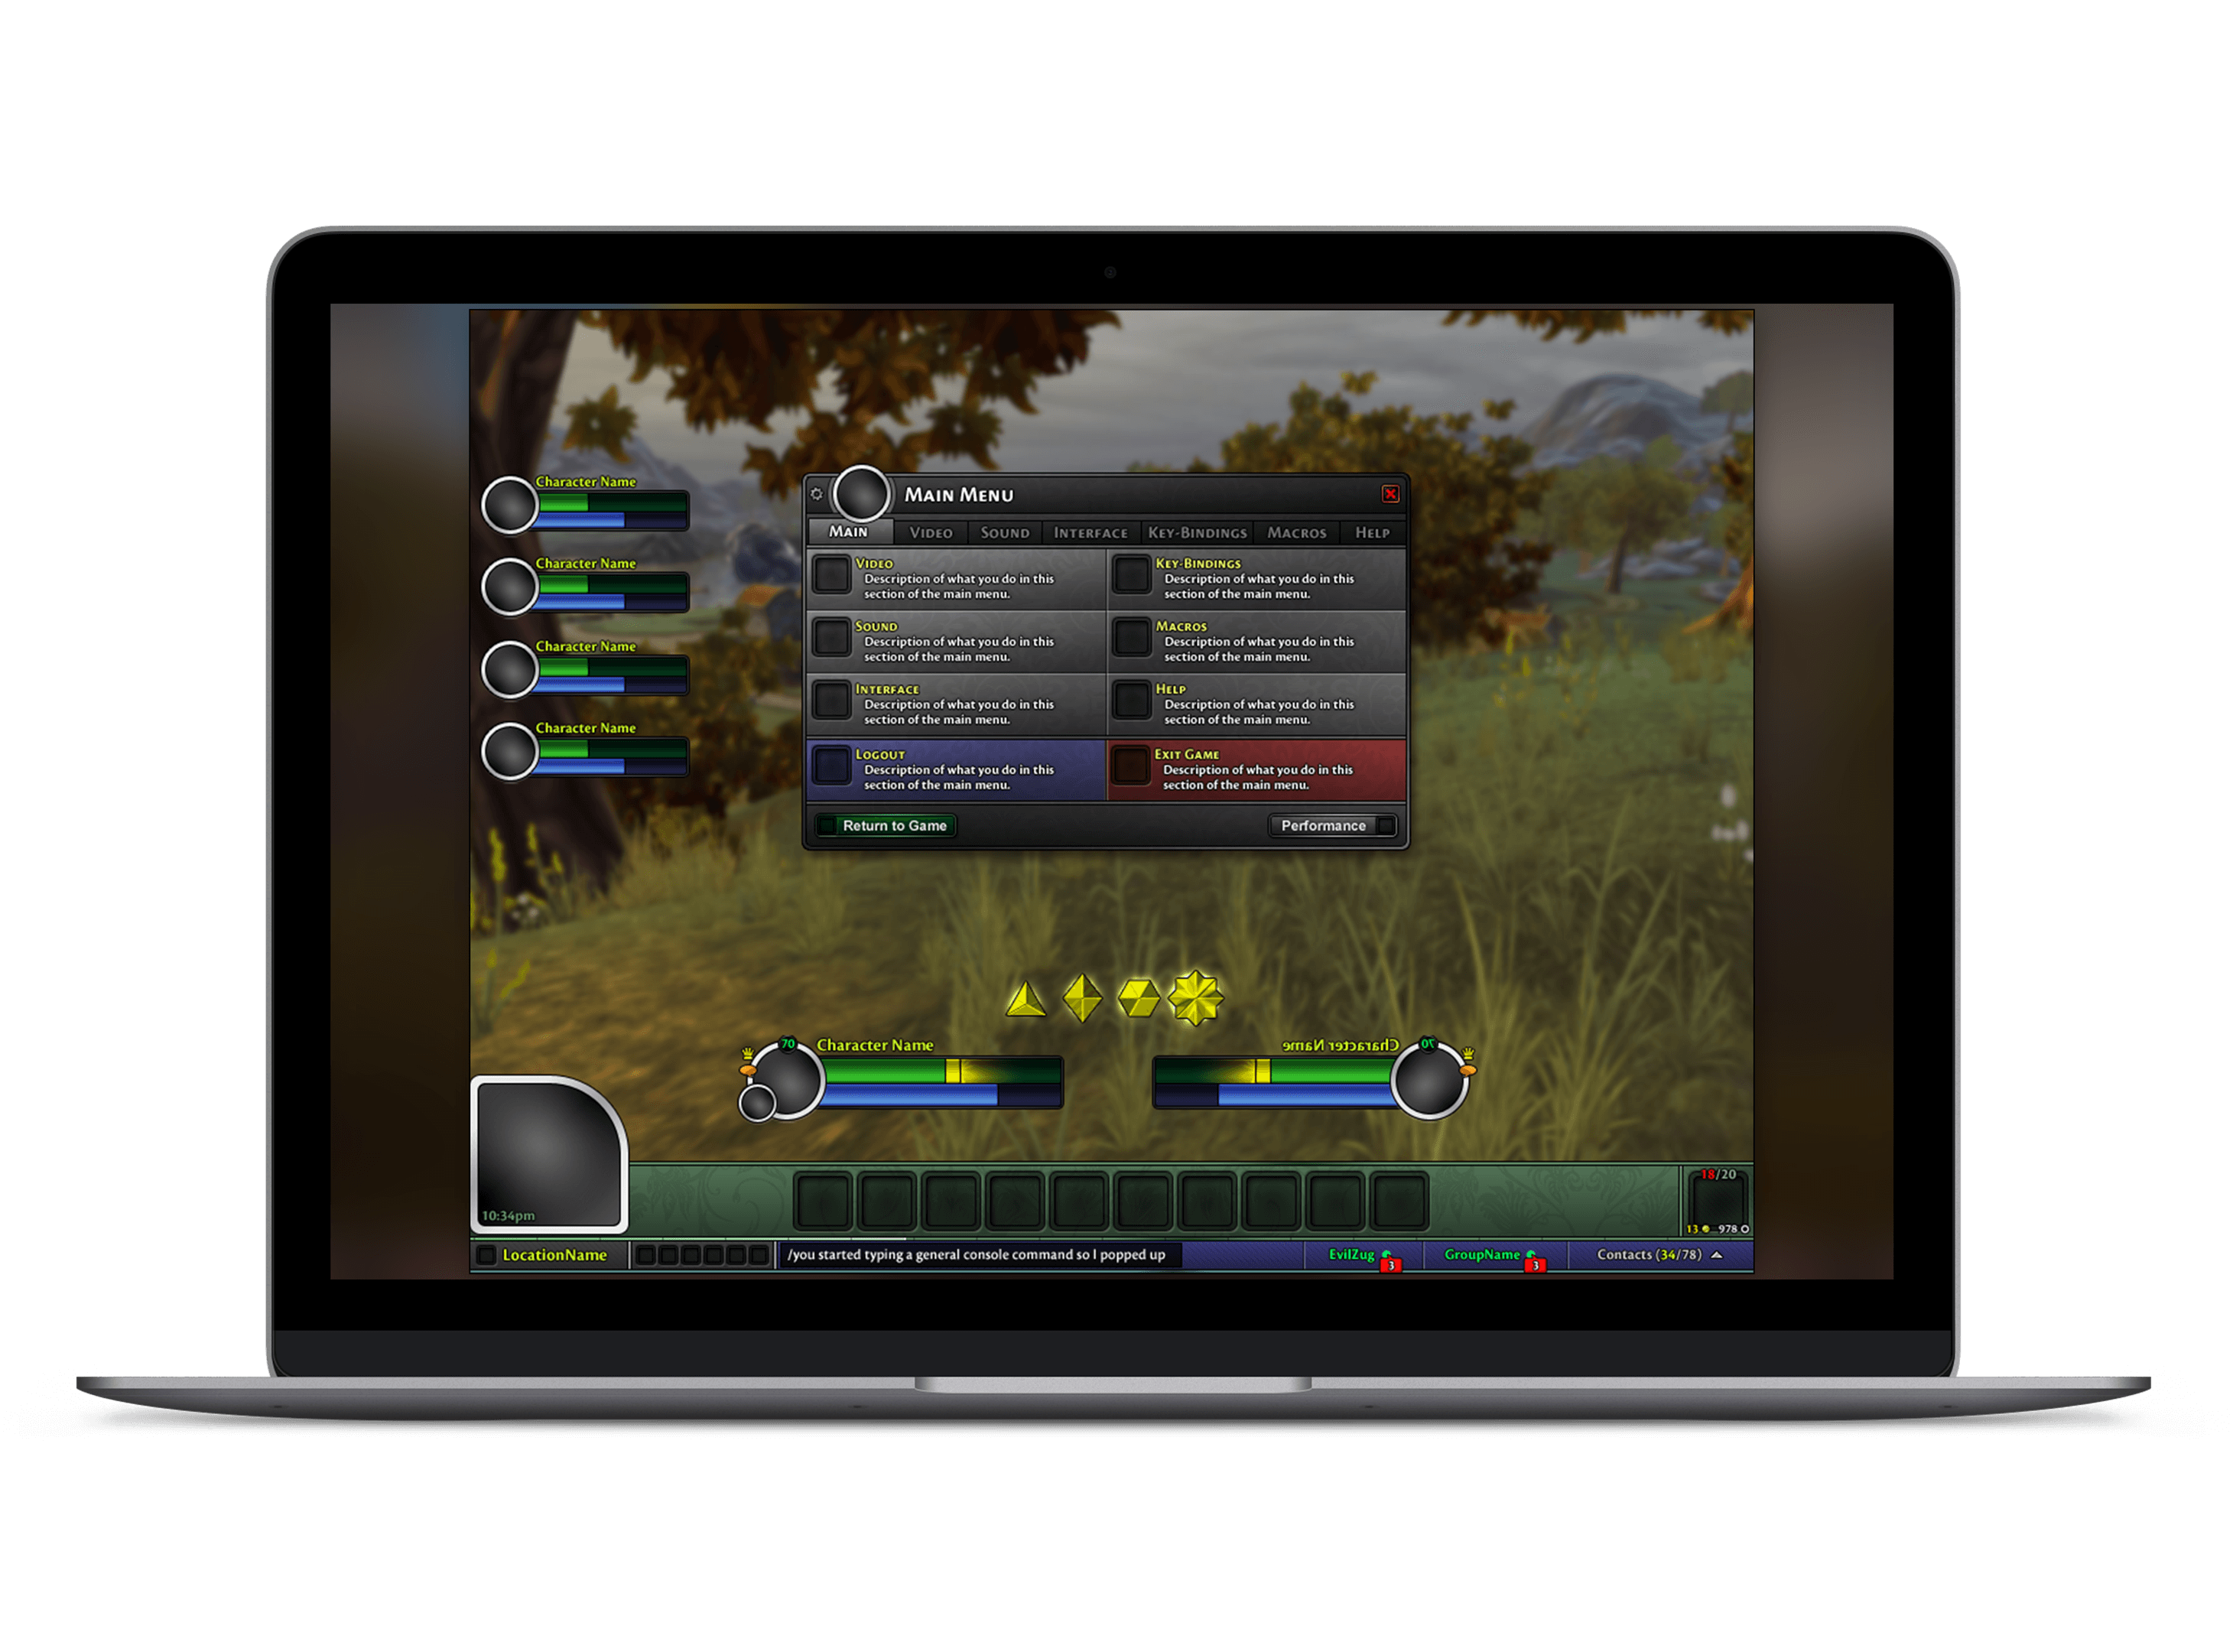 Character Name
Character Name
Character Name
Character Name
MAIN MENU
MAIN VIDEO SOUND INTERFACE KEY-BINDINGS MACROS HELP
VIDEO
Description of what you do in this
section of the main menu.
KEY-BINDINGS
Description of what you do in this
section of the main menu.
SOUND
Description of what you do in this
section of the main menu.
MACROS
Description of what you do in this
section of the main menu.
INTERFACE
Description of what you do in this
section of the main menu.
HELP
Description of what you do in this
section of the main menu.
LOGOUT
Description of what you do in this
section of the main menu.
EXIT GAME
Description of what you do in this
section of the main menu.
Return to Game
Performance
70
Character Name
Character Name
70
10:34pm
18/20
13 978
LocationName
/you started typing a general console command so I popped up
EvilZug 3
GroupName 3
Contacts (34/78)